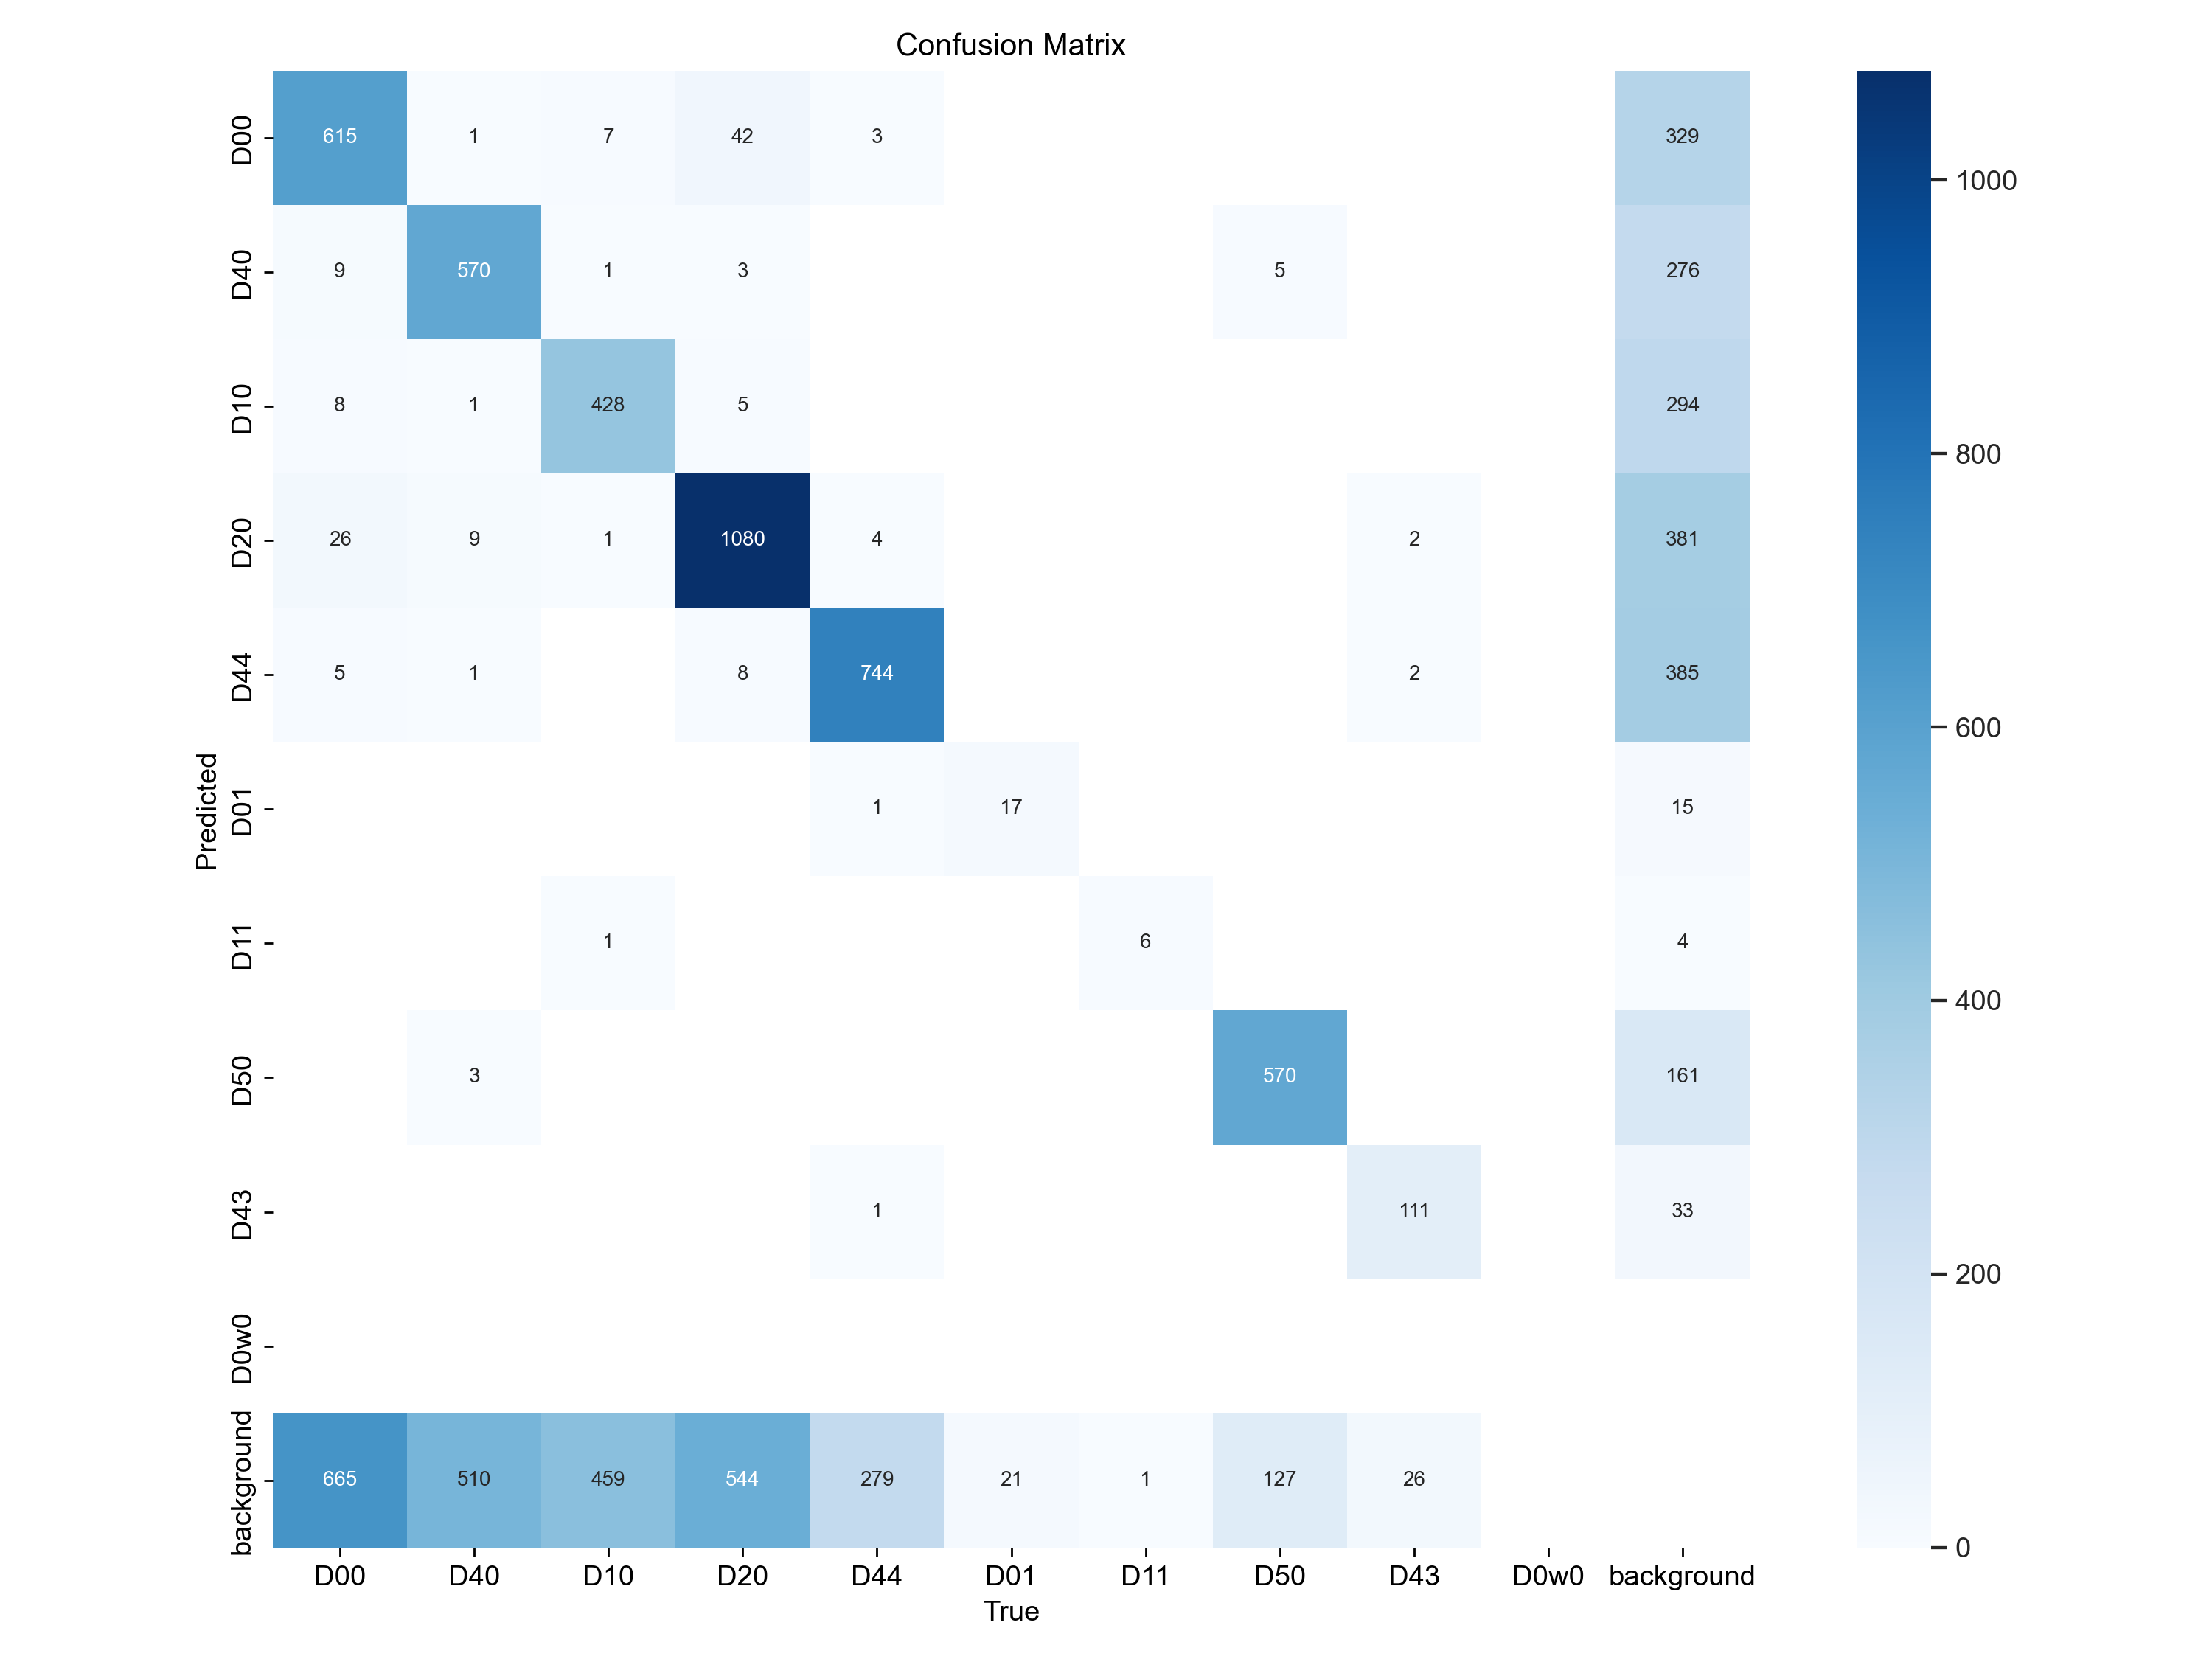 Confusion Matrix
D00 615 1 7 42 3 329
D40 9 570 1 3 5 276
D10 8 1 428 5 294
D20 26 9 1 1080 4 2 381
D44 5 1 8 744 2 385
D01 1 17 15
D11 1 6 4
D50 3 570 161
D43 1 111 33
D0w0
background 665 510 459 544 279 21 1 127 26
D00 D40 D10 D20 D44 D01 D11 D50 D43 D0w0 background
True
Predicted
1000
800
600
400
200
0